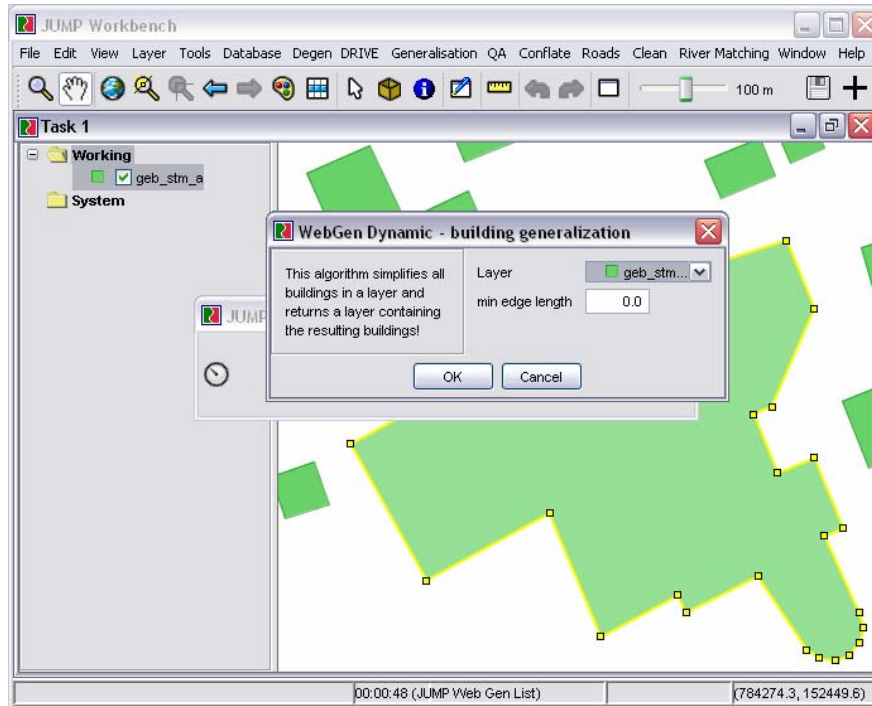 JUMP Workbench
File Edit View Layer Tools Database Degen DRIVE Generalisation QA Conflate Roads Clean River Matching Window Help
100 m
Task 1
Working
geb_stm_a
System
WebGen Dynamic - building generalization
This algorithm simplifies all
buildings in a layer and
returns a layer containing
the resulting buildings!
Layer
geb_stm...
min edge length
0.0
OK
Cancel
JUMP
00:00:48 (JUMP Web Gen List)
(784274.3, 152449.6)